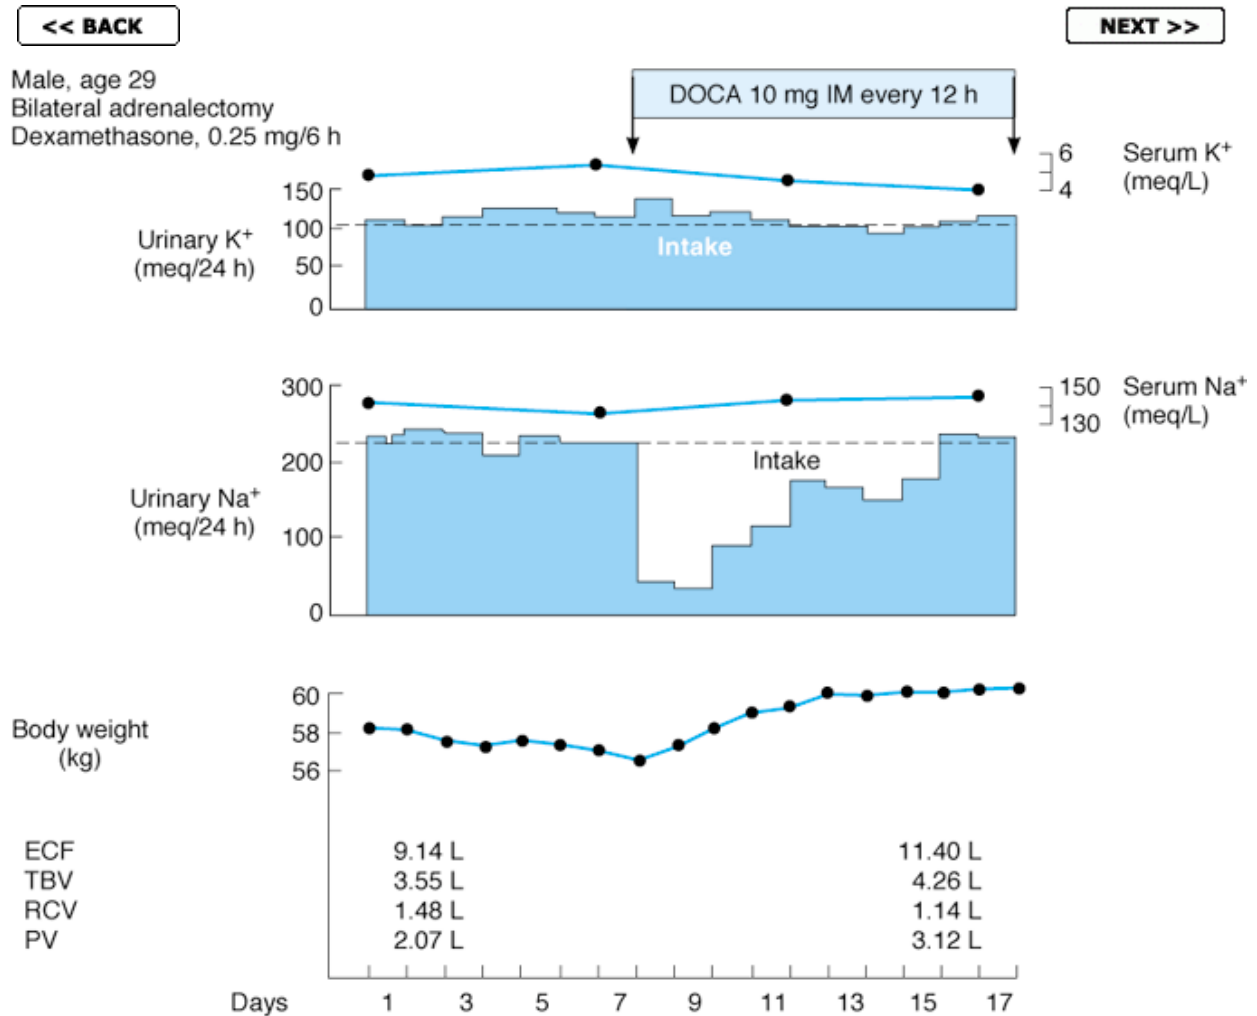 << BACK
NEXT >>
Male, age 29
Bilateral adrenalectomy
Dexamethasone, 0.25 mg/6 h
DOCA 10 mg IM every 12 h
6
4
Serum K+
(meq/L)
150
100
50
0
Urinary K+
(meq/24 h)
Intake
300
200
100
0
Urinary Na+
(meq/24 h)
Intake
150
130
Serum Na+
(meq/L)
60
58
56
Body weight
(kg)
ECF 9.14 L 11.40 L
TBV 3.55 L 4.26 L
RCV 1.48 L 1.14 L
PV 2.07 L 3.12 L
Days 1 3 5 7 9 11 13 15 17